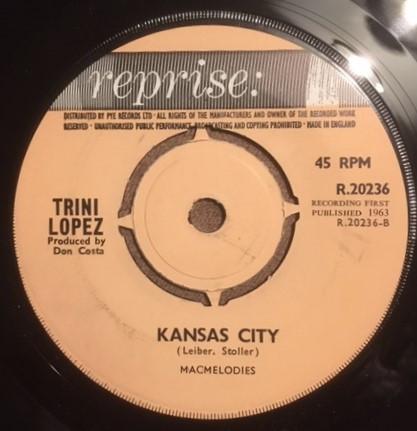 reprise:
DISTRIBUTED BY PYE RECORDS LTD · ALL RIGHTS OF THE MANUFACTURERS AND OWNER OF THE RECORDED WORK
RESERVED · UNAUTHORISED PUBLIC PERFORMANCE BROADCASTING AND COPYING PROHIBITED · MADE IN ENGLAND
45 RPM
R.20236
RECORDING FIRST
PUBLISHED 1963
R.20236-B
TRINI
LOPEZ
Produced by
Don Costa
KANSAS CITY
(Leiber. Stoller)
MACMELODIES